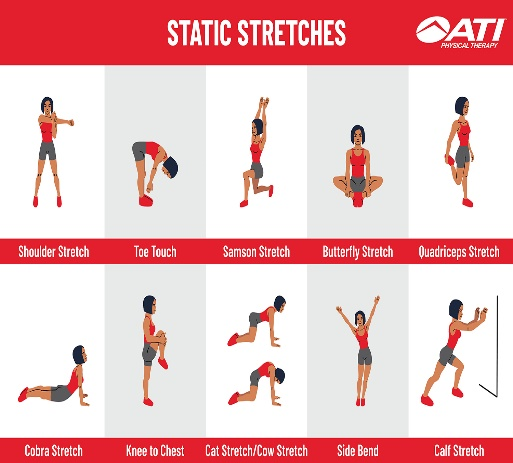 STATIC STRETCHES
ATI
PHYSICAL THERAPY
Shoulder Stretch
Toe Touch
Samson Stretch
Butterfly Stretch
Quadriceps Stretch
Cobra Stretch
Knee to Chest
Cat Stretch/Cow Stretch
Side Bend
Calf Stretch